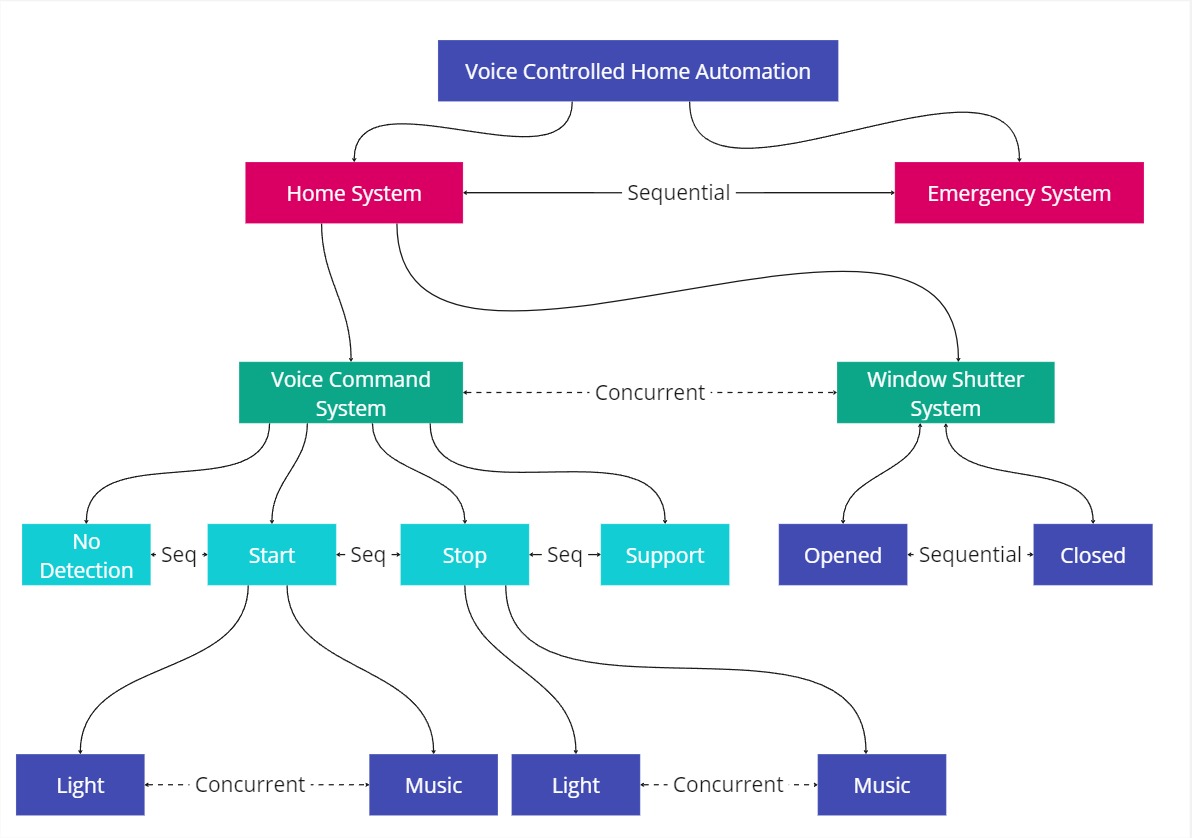 Voice Controlled Home Automation
Home System
Sequential
Emergency System
Voice Command
System
Concurrent
Window Shutter
System
No
Detection
Seq
Start
Seq
Stop
Seq
Support
Opened
Sequential
Closed
Light
Concurrent
Music
Light
Concurrent
Music